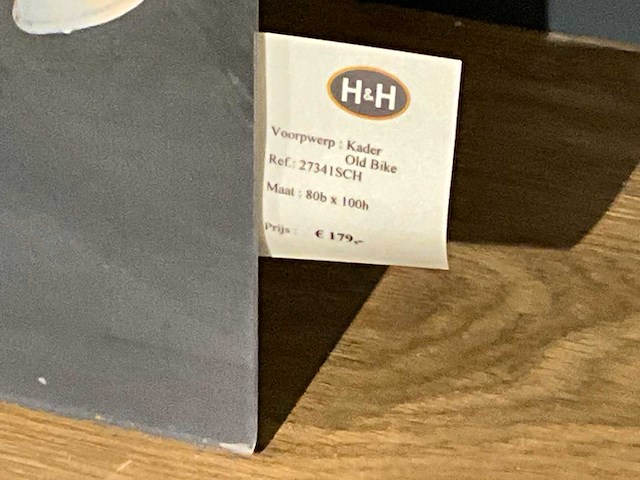 H&H
Voorpwerp : Kader
Old Bike
Ref.: 27341SCH
Maat : 80b x 100h
Prijs : € 179,-